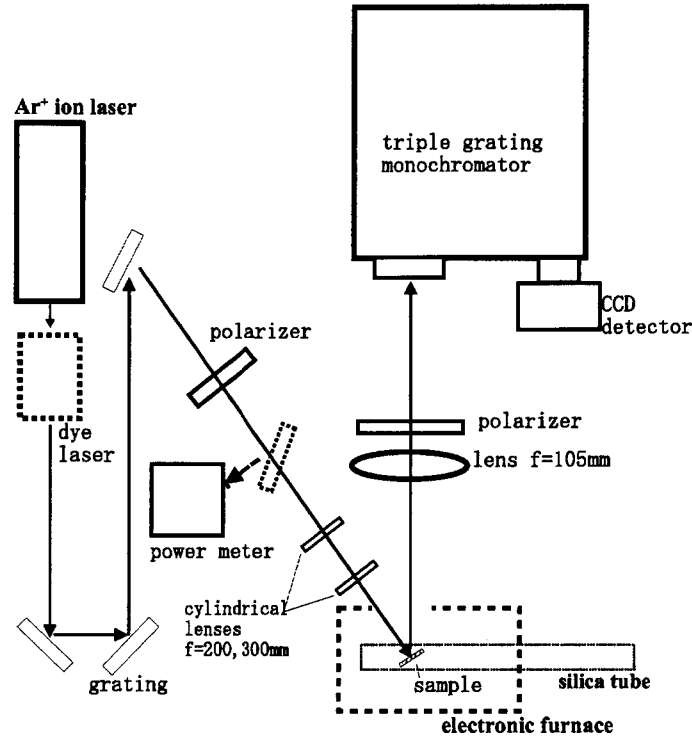 Ar⁺ ion laser
triple grating
monochromator
CCD
detector
polarizer
dye
laser
polarizer
lens f=105mm
power meter
cylindrical
lenses
f=200,300mm
grating
sample
silica tube
electronic furnace